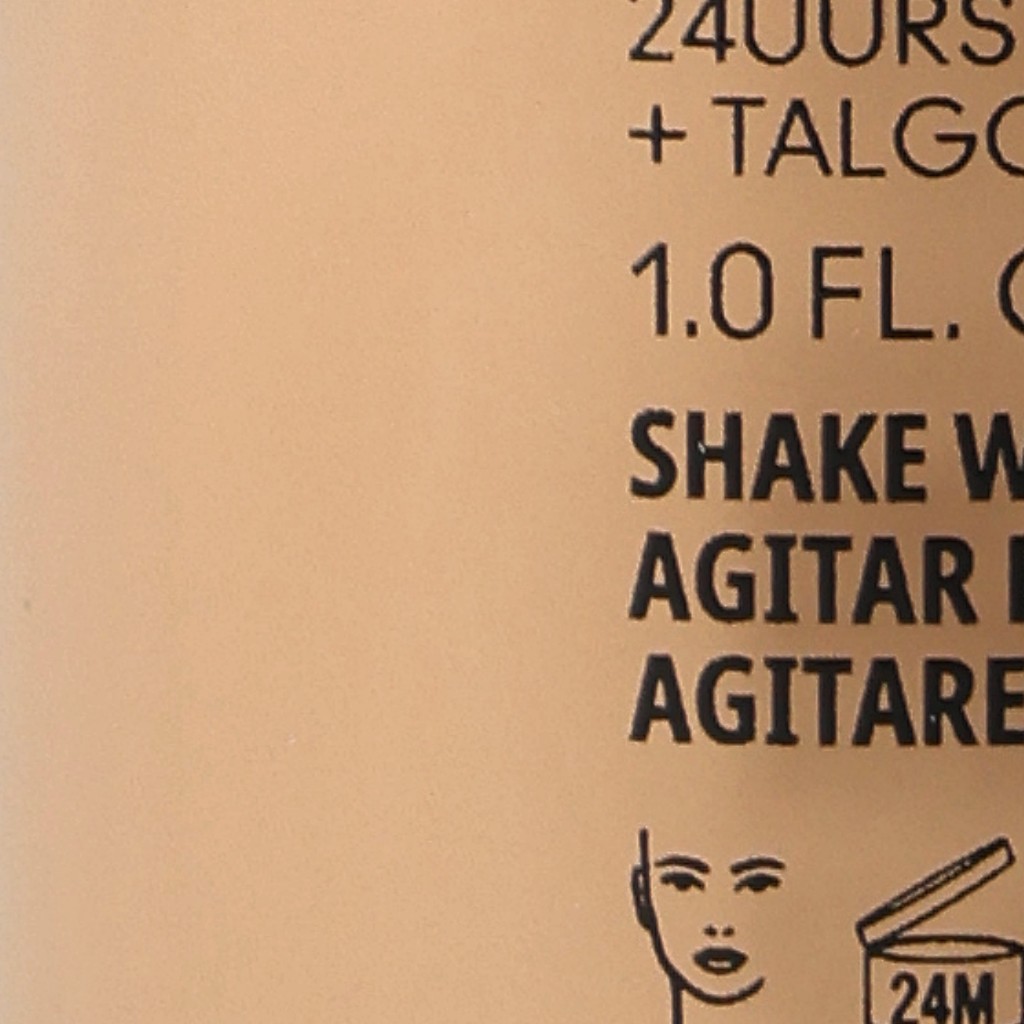 24UURS
+ TALGO
1.0 FL.
SHAKE
AGITAR
AGITARE
24M